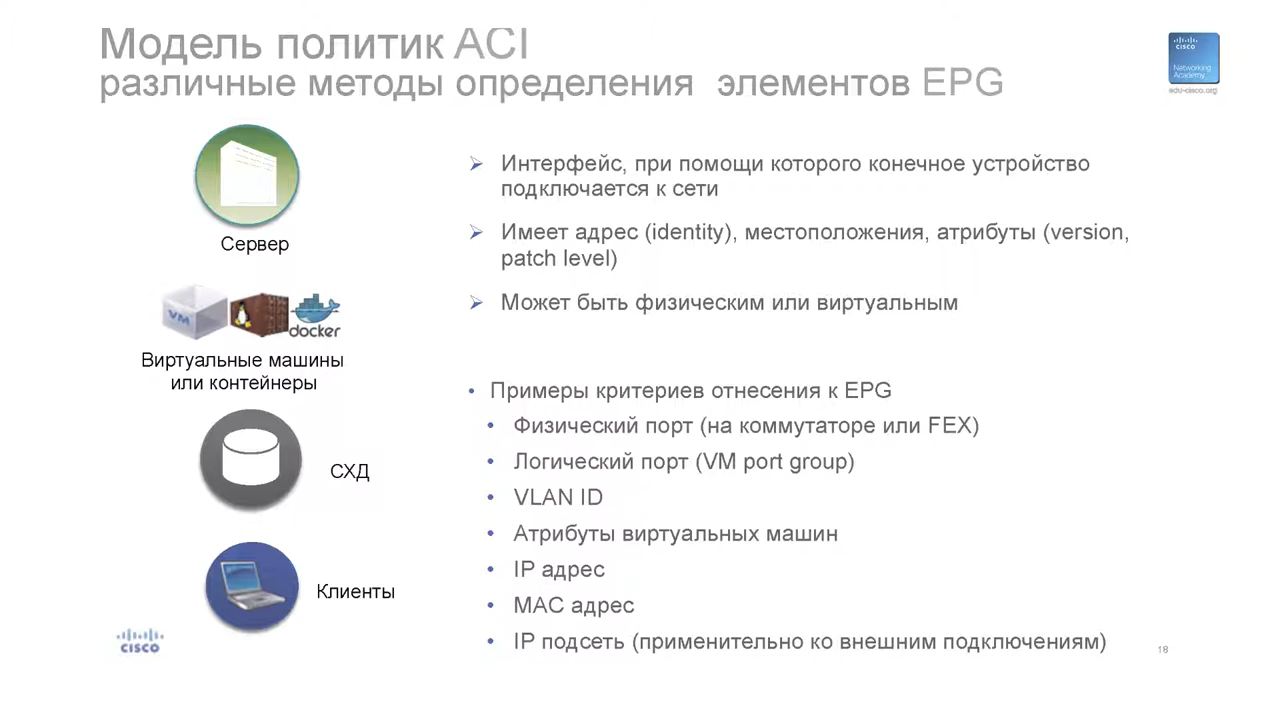 Модель политик ACI
различные методы определения элементов EPG
cisco
Networking
Academy
edu-cisco.org
Сервер
VM
docker
Виртуальные машины
или контейнеры
СХД
Клиенты
Интерфейс, при помощи которого конечное устройство
подключается к сети
Имеет адрес (identity), местоположения, атрибуты (version,
patch level)
Может быть физическим или виртуальным
Примеры критериев отнесения к EPG
Физический порт (на коммутаторе или FEX)
Логический порт (VM port group)
VLAN ID
Атрибуты виртуальных машин
IP адрес
MAC адрес
IP подсеть (применительно ко внешним подключениям)
cisco
18